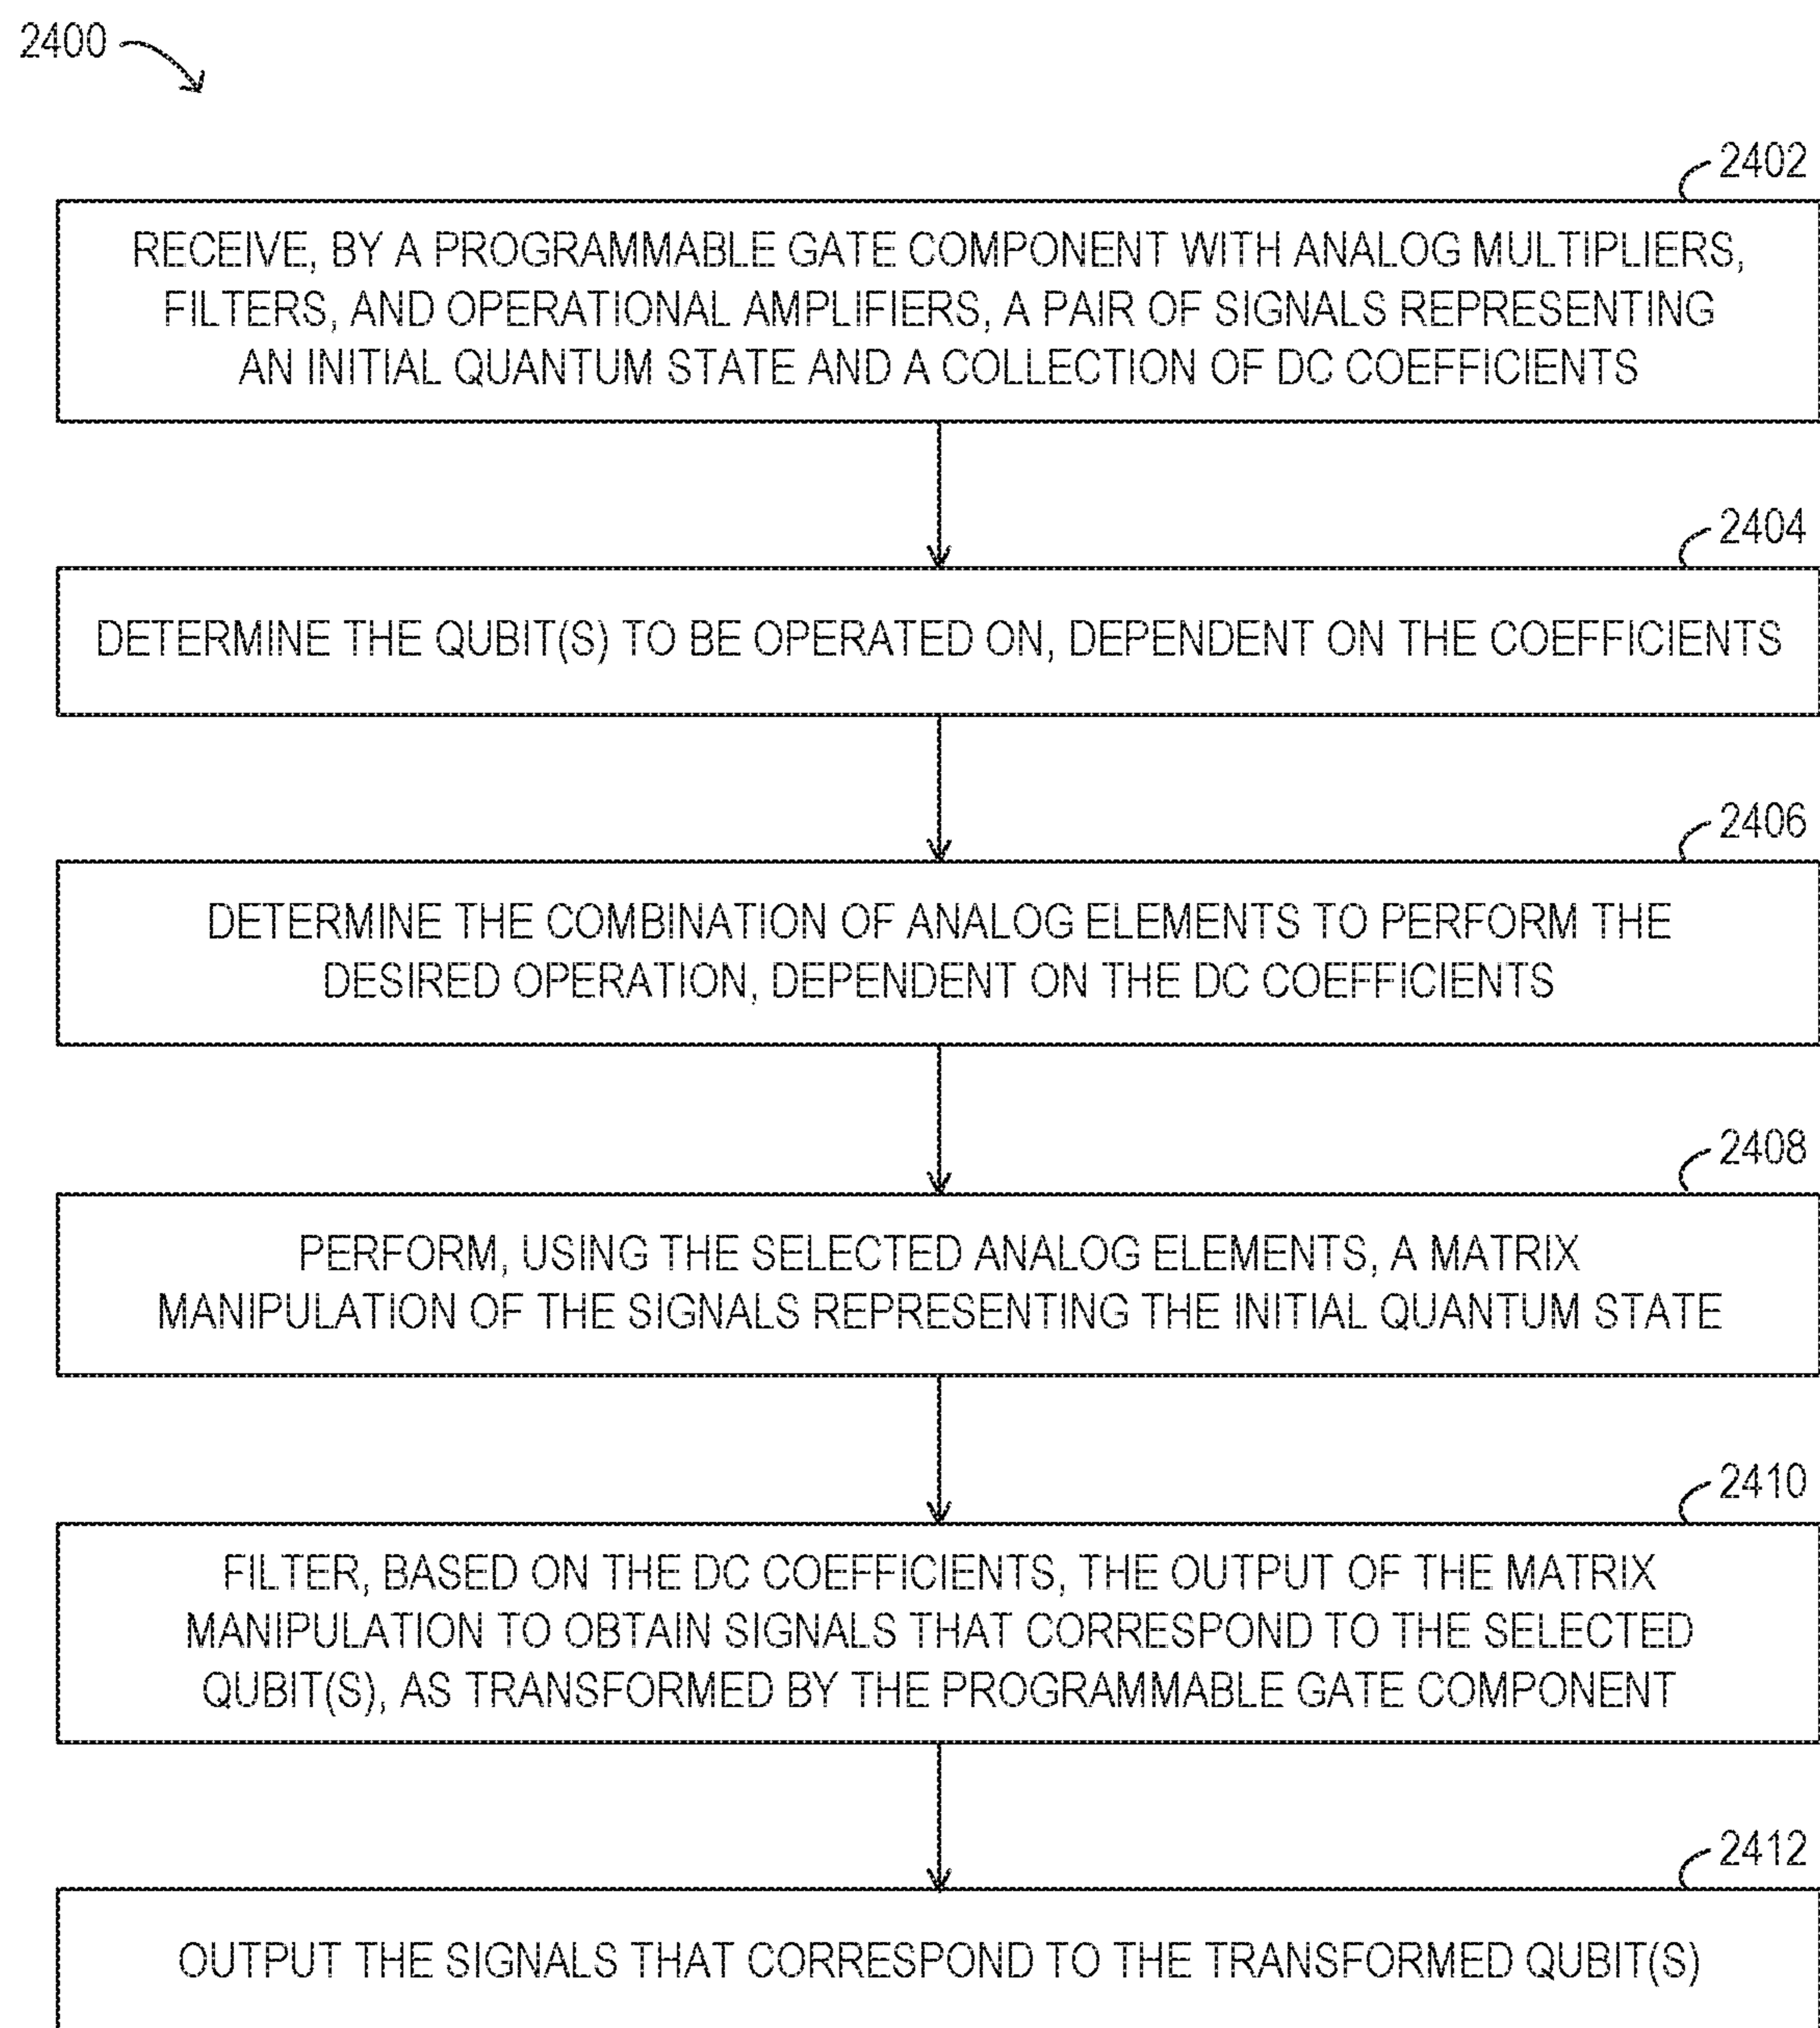 2400
2402
RECEIVE, BY A PROGRAMMABLE GATE COMPONENT WITH ANALOG MULTIPLIERS,
FILTERS, AND OPERATIONAL AMPLIFIERS, A PAIR OF SIGNALS REPRESENTING
AN INITIAL QUANTUM STATE AND A COLLECTION OF DC COEFFICIENTS
2404
DETERMINE THE QUBIT(S) TO BE OPERATED ON, DEPENDENT ON THE COEFFICIENTS
2406
DETERMINE THE COMBINATION OF ANALOG ELEMENTS TO PERFORM THE
DESIRED OPERATION, DEPENDENT ON THE DC COEFFICIENTS
2408
PERFORM, USING THE SELECTED ANALOG ELEMENTS, A MATRIX
MANIPULATION OF THE SIGNALS REPRESENTING THE INITIAL QUANTUM STATE
2410
FILTER, BASED ON THE DC COEFFICIENTS, THE OUTPUT OF THE MATRIX
MANIPULATION TO OBTAIN SIGNALS THAT CORRESPOND TO THE SELECTED
QUBIT(S), AS TRANSFORMED BY THE PROGRAMMABLE GATE COMPONENT
2412
OUTPUT THE SIGNALS THAT CORRESPOND TO THE TRANSFORMED QUBIT(S)